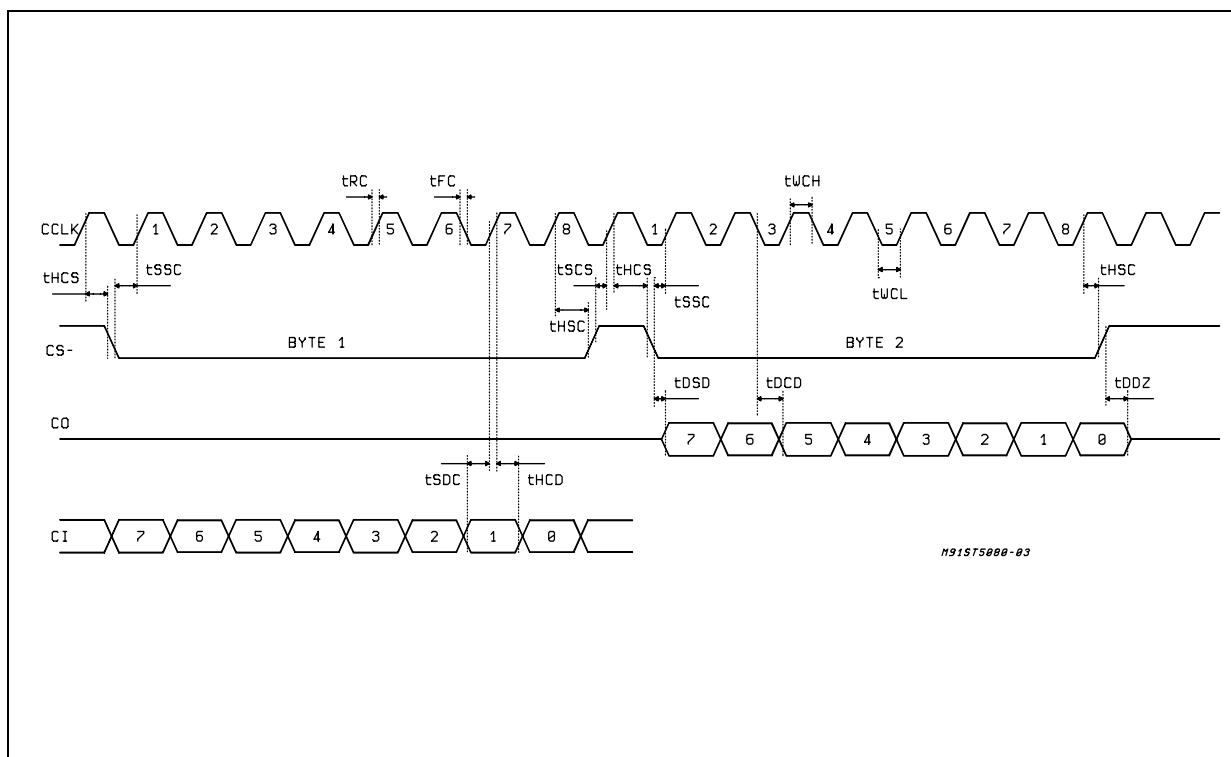 tRC tFC tWCH
CCLK 1 2 3 4 5 6 7 8 1 2 3 4 5 6 7 8
tHCS tSSC tSCS tHCS tSSC tWCL tHSC
tHSC
CS- BYTE 1 BYTE 2
tDSD tDCD tDDZ
CO 7 6 5 4 3 2 1 0
tSDC tHCD
CI 7 6 5 4 3 2 1 0
M91ST5080-03